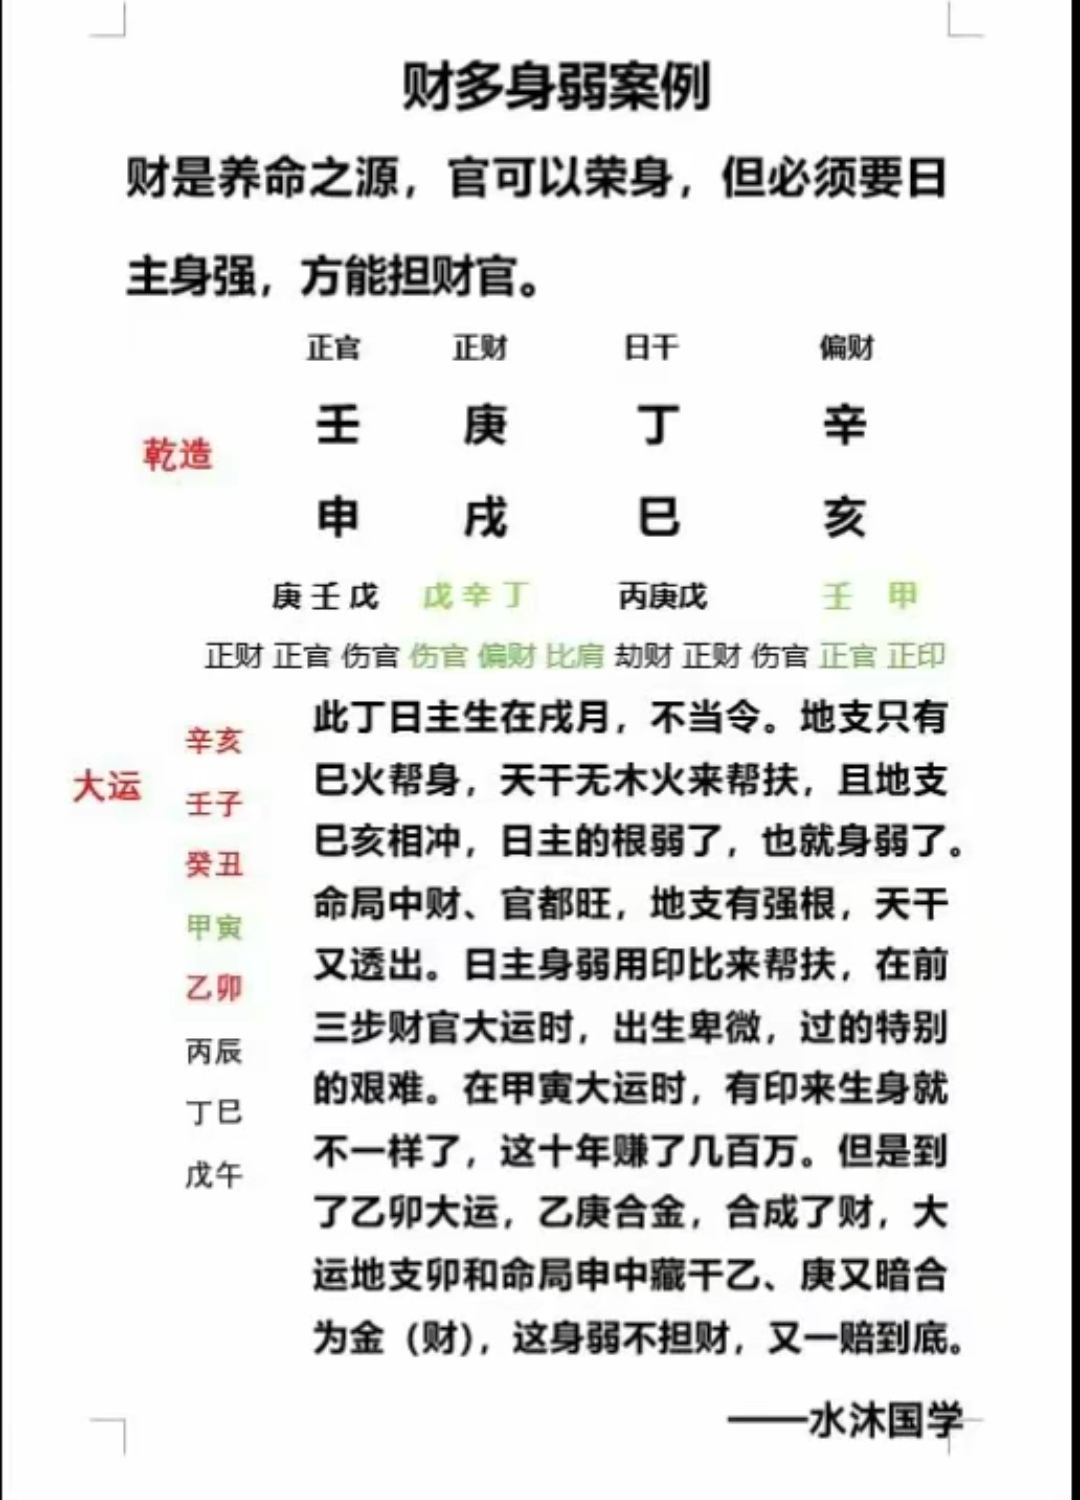 财多身弱案例
财是养命之源，官可以荣身，但必须要日
主身强，方能担财官。
正官 正财 日干 偏财
壬 庚 丁 辛
乾造
申 戌 巳 亥
庚 壬 戊 戊 辛 丁 丙庚戊 壬 甲
正财 正官 伤官 伤官 偏财 比肩 劫财 正财 伤官 正官 正印
大运
辛亥
壬子
癸丑
甲寅
乙卯
丙辰
丁巳
戊午
此丁日主生在戌月，不当令。地支只有
巳火帮身，天干无木火来帮扶，且地支
巳亥相冲，日主的根弱了，也就身弱了。
命局中财、官都旺，地支有强根，天干
又透出。日主身弱用印比来帮扶，在前
三步财官大运时，出生卑微，过的特别
的艰难。在甲寅大运时，有印来生身就
不一样了，这十年赚了几百万。但是到
了乙卯大运，乙庚合金，合成了财，大
运地支卯和命局申中藏干乙、庚又暗合
为金（财），这身弱不担财，又一赔到底。
——水沐国学